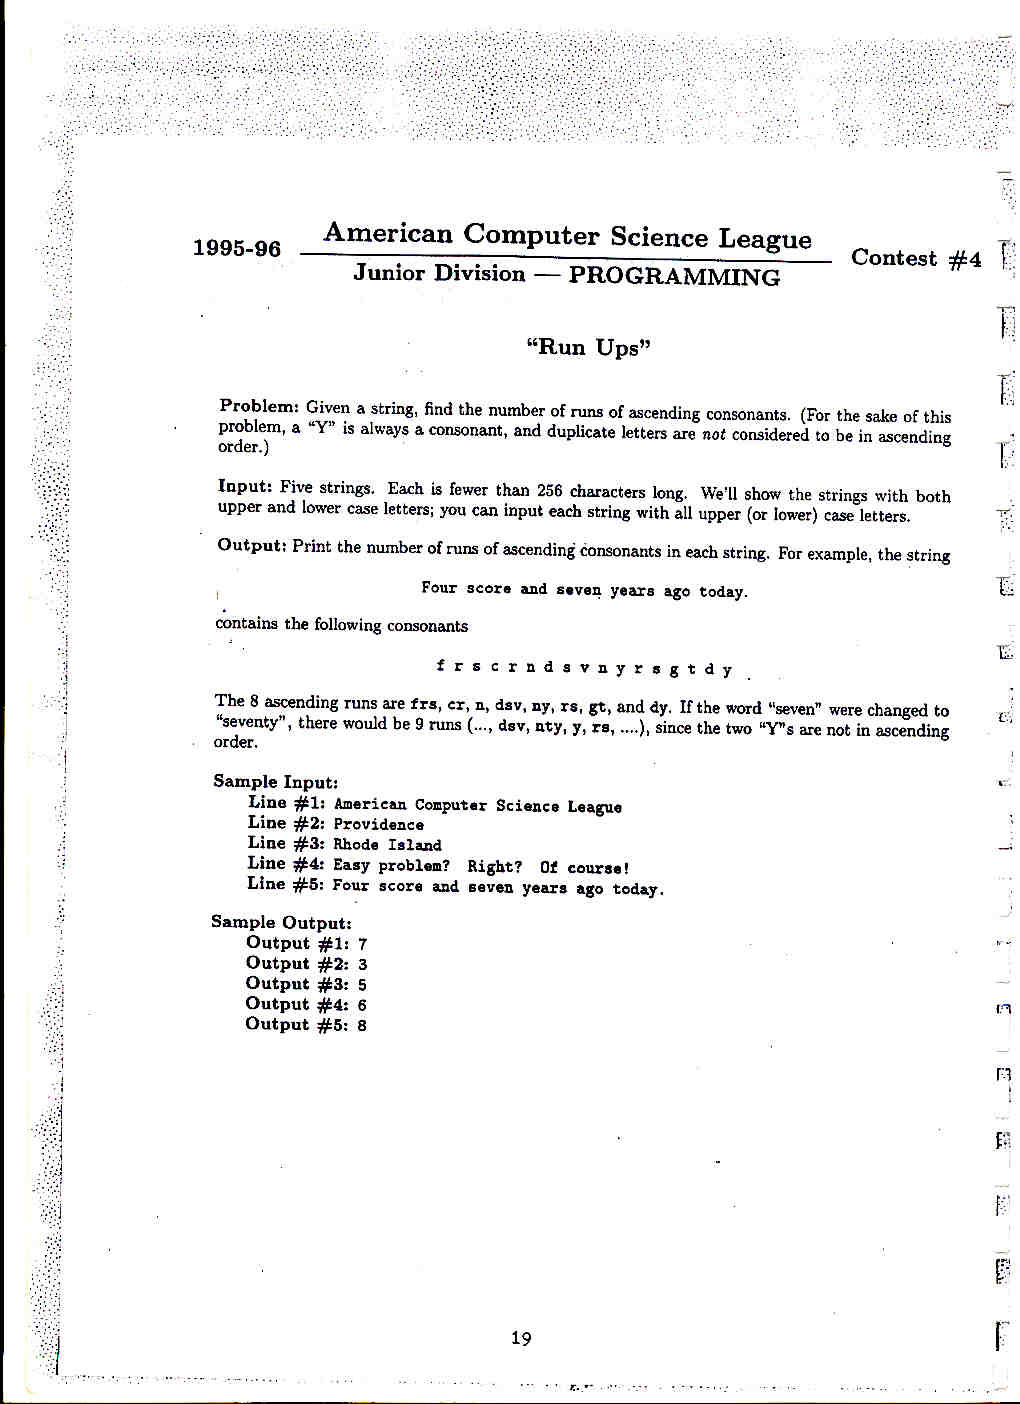 1995-96 American Computer Science League Contest #4
Junior Division — PROGRAMMING
“Run Ups”
Problem: Given a string, find the number of runs of ascending consonants. (For the sake of this
problem, a “Y” is always a consonant, and duplicate letters are not considered to be in ascending
order.)
Input: Five strings. Each is fewer than 256 characters long. We'll show the strings with both
upper and lower case letters; you can input each string with all upper (or lower) case letters.
Output: Print the number of runs of ascending consonants in each string. For example, the string
Four score and seven years ago today.
contains the following consonants
f r s c r n d s v n y r s g t d y
The 8 ascending runs are frs, cr, n, dsv, ny, rs, gt, and dy. If the word “seven” were changed to
“seventy”, there would be 9 runs (..., dsv, nty, y, rs, ....), since the two “Y”s are not in ascending
order.
Sample Input:
Line #1: American Computer Science League
Line #2: Providence
Line #3: Rhode Island
Line #4: Easy problem? Right? Of course!
Line #5: Four score and seven years ago today.
Sample Output:
Output #1: 7
Output #2: 3
Output #3: 5
Output #4: 6
Output #5: 8
19